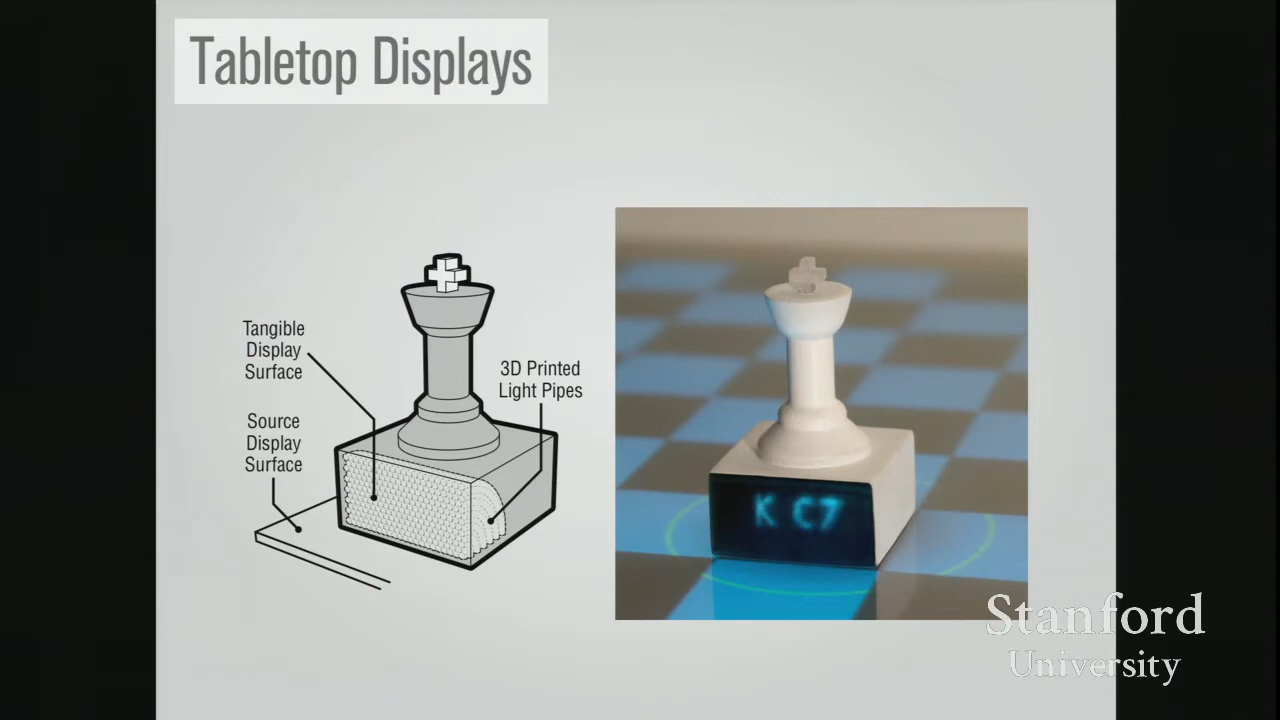 Tabletop Displays
Tangible
Display
Surface
3D Printed
Light Pipes
Source
Display
Surface
K C7
Stanford
University